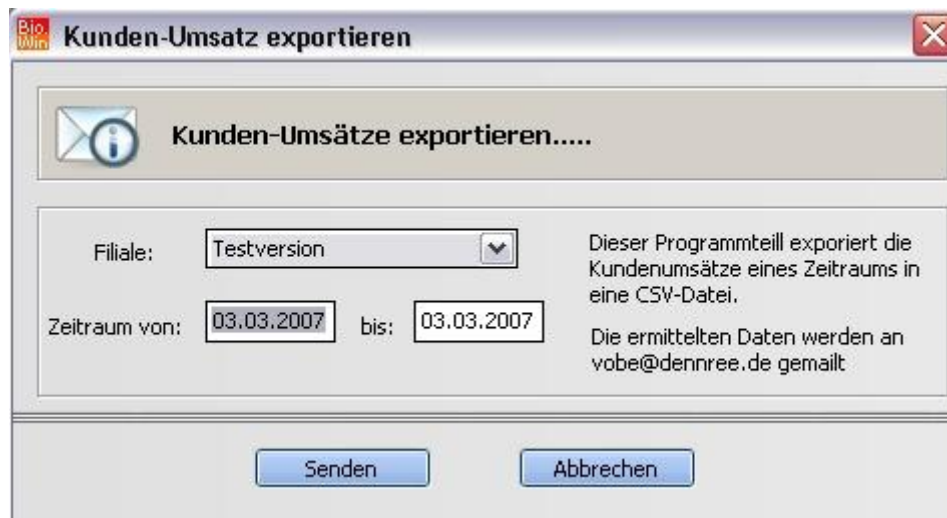 Bio
Win
Kunden-Umsatz exportieren
Kunden-Umsätze exportieren.....
Filiale:
Testversion
Zeitraum von:
03.03.2007
bis:
03.03.2007
Dieser Programmteill exportiert die
Kundenumsätze eines Zeitraums in
eine CSV-Datei.
Die ermittelten Daten werden an
vobe@dennree.de gemailt
Senden
Abbrechen